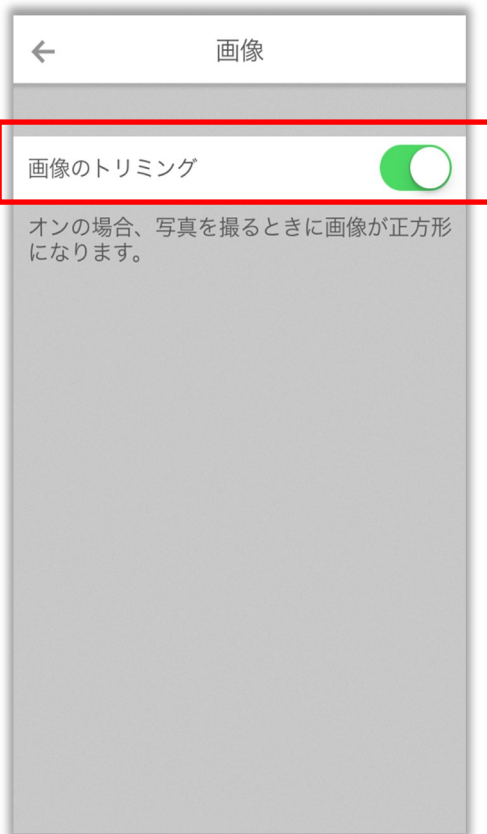 画像
画像のトリミング
オンの場合、写真を撮るときに画像が正方形
になります。